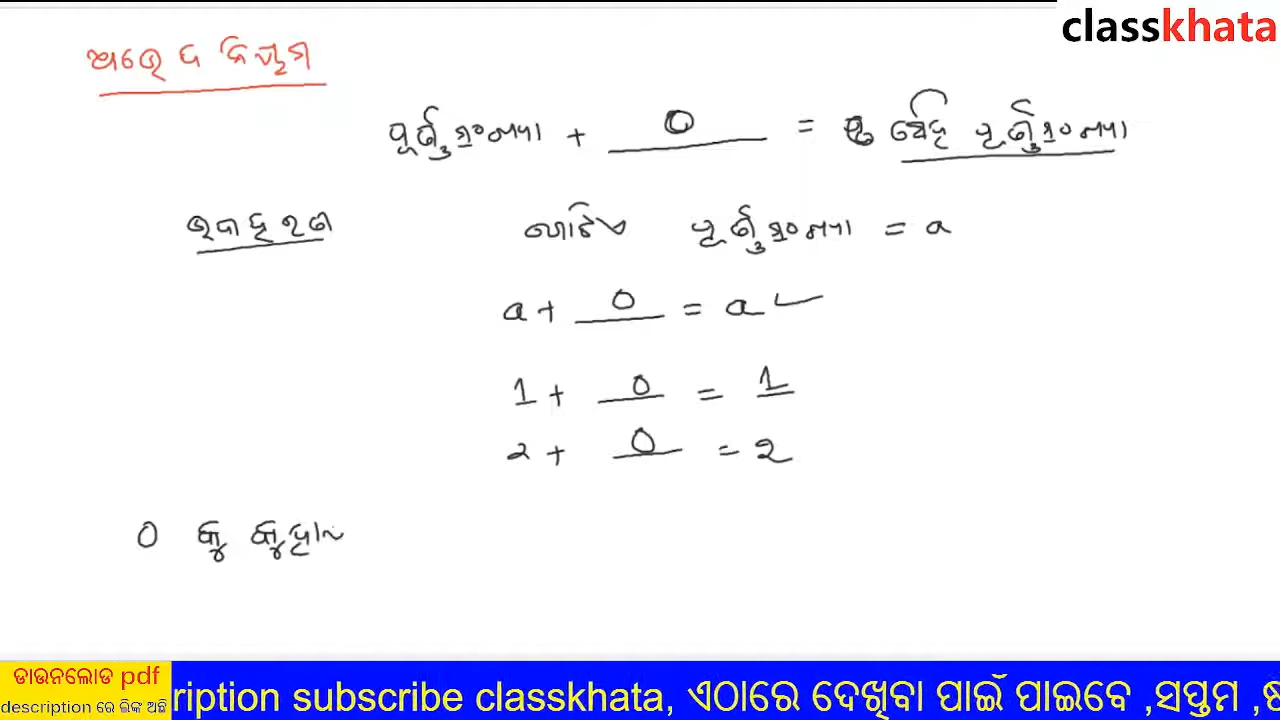 classkhata
ଅଭେଦ ନିୟମ
ପୂର୍ଣ୍ଣସଂଖ୍ୟା + 0 = ସେହି ପୂର୍ଣ୍ଣସଂଖ୍ୟା
ଉଦାହରଣ ଗୋଟିଏ ପୂର୍ଣ୍ଣସଂଖ୍ୟା = a
a + 0 = a ✓
1 + 0 = 1
2 + 0 = 2
0 କୁ କୁହାଯ
ଡାଉନଲୋଡ pdf
description ରେ ଲିଙ୍କ ଅଛି
cription subscribe classkhata, ଏଠାରେ ଦେଖିବା ପାଇଁ ପାଇବେ ,ସପ୍ତମ ,ଷ